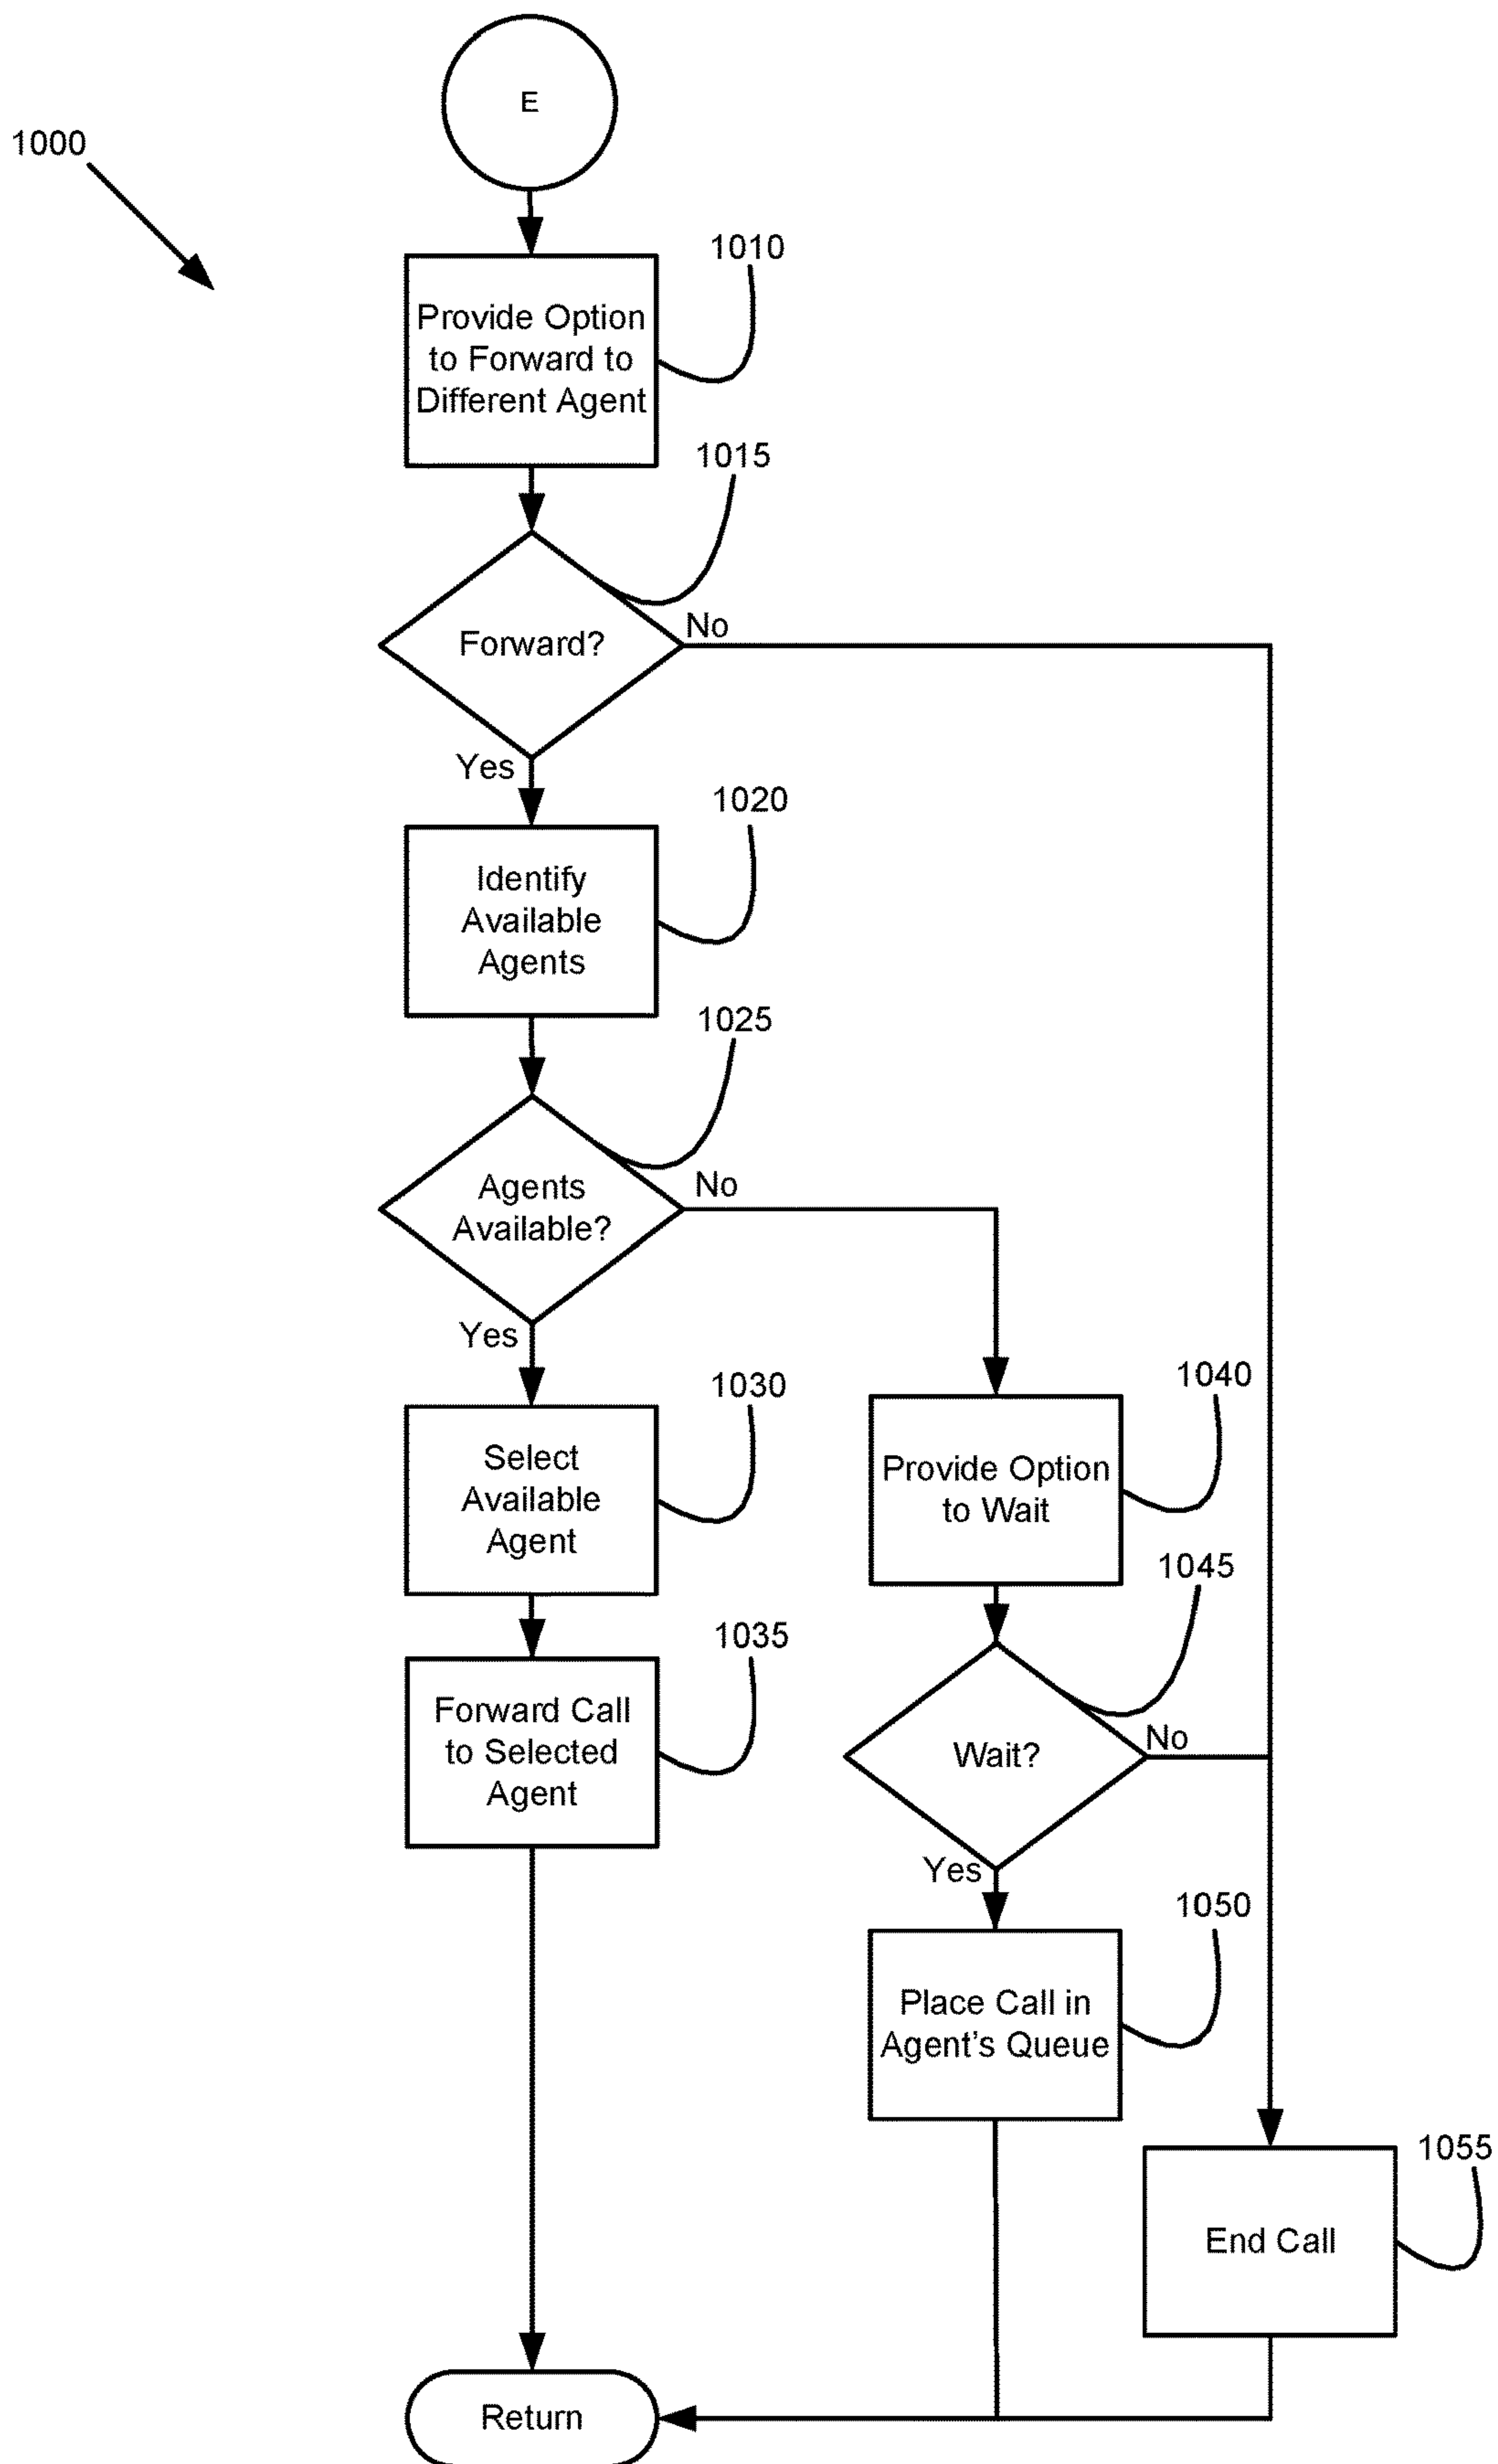 E
1000
1010
Provide Option
to Forward to
Different Agent
1015
Forward?
No
Yes
1020
Identify
Available
Agents
1025
Agents
Available?
No
Yes
1030
Select
Available
Agent
1040
Provide Option
to Wait
1035
Forward Call
to Selected
Agent
1045
Wait?
No
Yes
1050
Place Call in
Agent's Queue
1055
End Call
Return